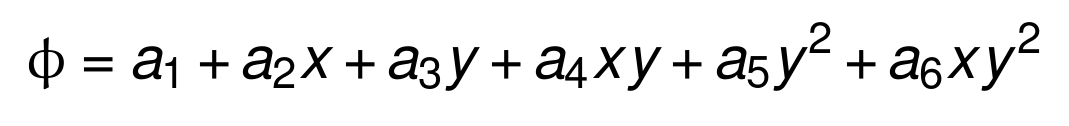 ϕ = a₁ + a₂x + a₃y + a₄xy + a₅y² + a₆xy²